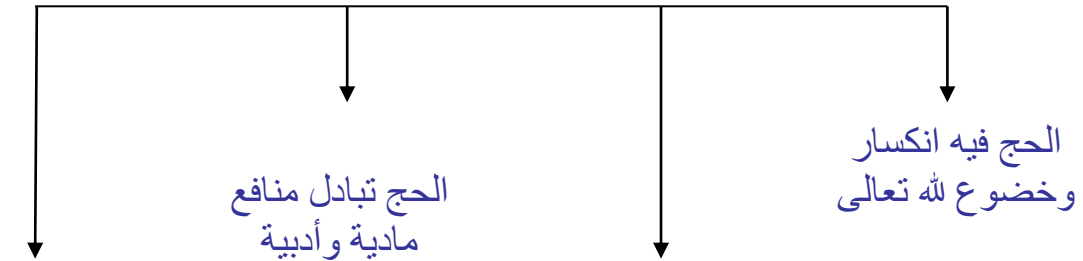 الحج فيه انكسار
وخضوع لله تعالى
الحج تبادل منافع
مادية وأدبية